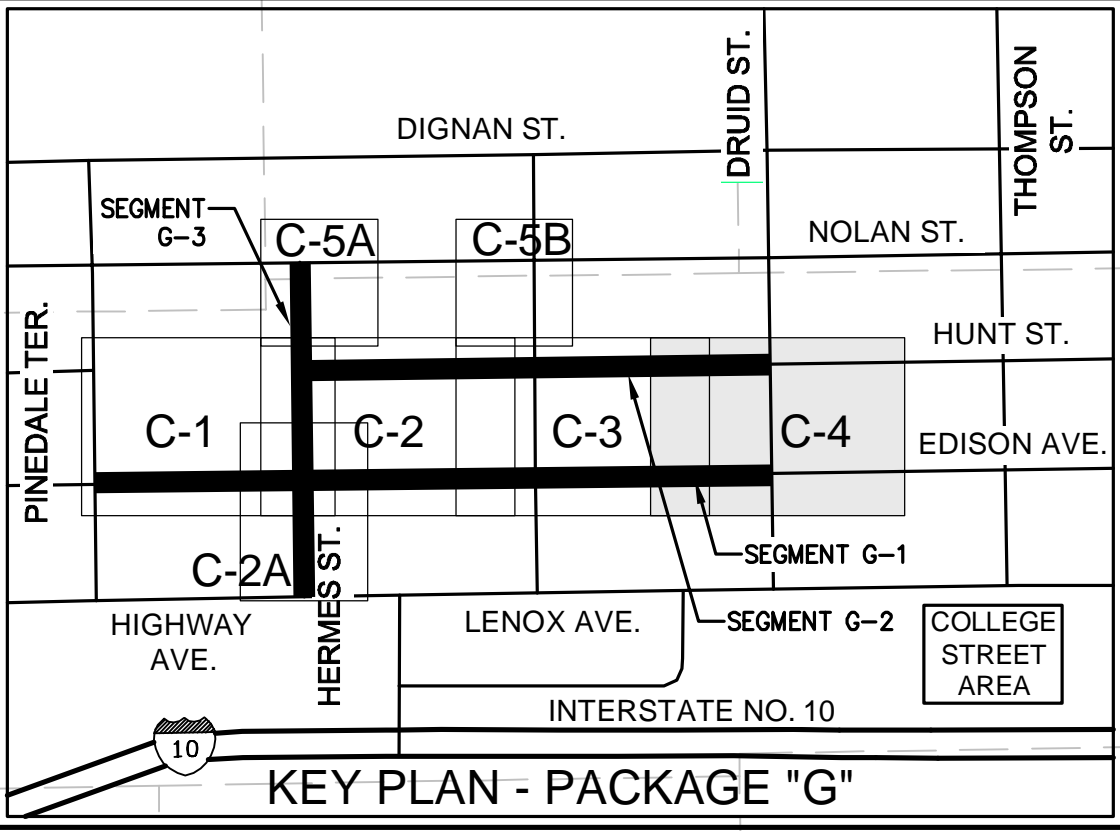 DRUID ST.
THOMPSON
ST.
DIGNAN ST.
SEGMENT
G-3
C-5A
C-5B
NOLAN ST.
PINEDALE TER.
HUNT ST.
C-1
C-2
C-3
C-4
EDISON AVE.
SEGMENT G-1
C-2A
HERMES ST.
HIGHWAY
AVE.
LENOX AVE.
SEGMENT G-2
COLLEGE
STREET
AREA
INTERSTATE NO. 10
10
KEY PLAN - PACKAGE "G"